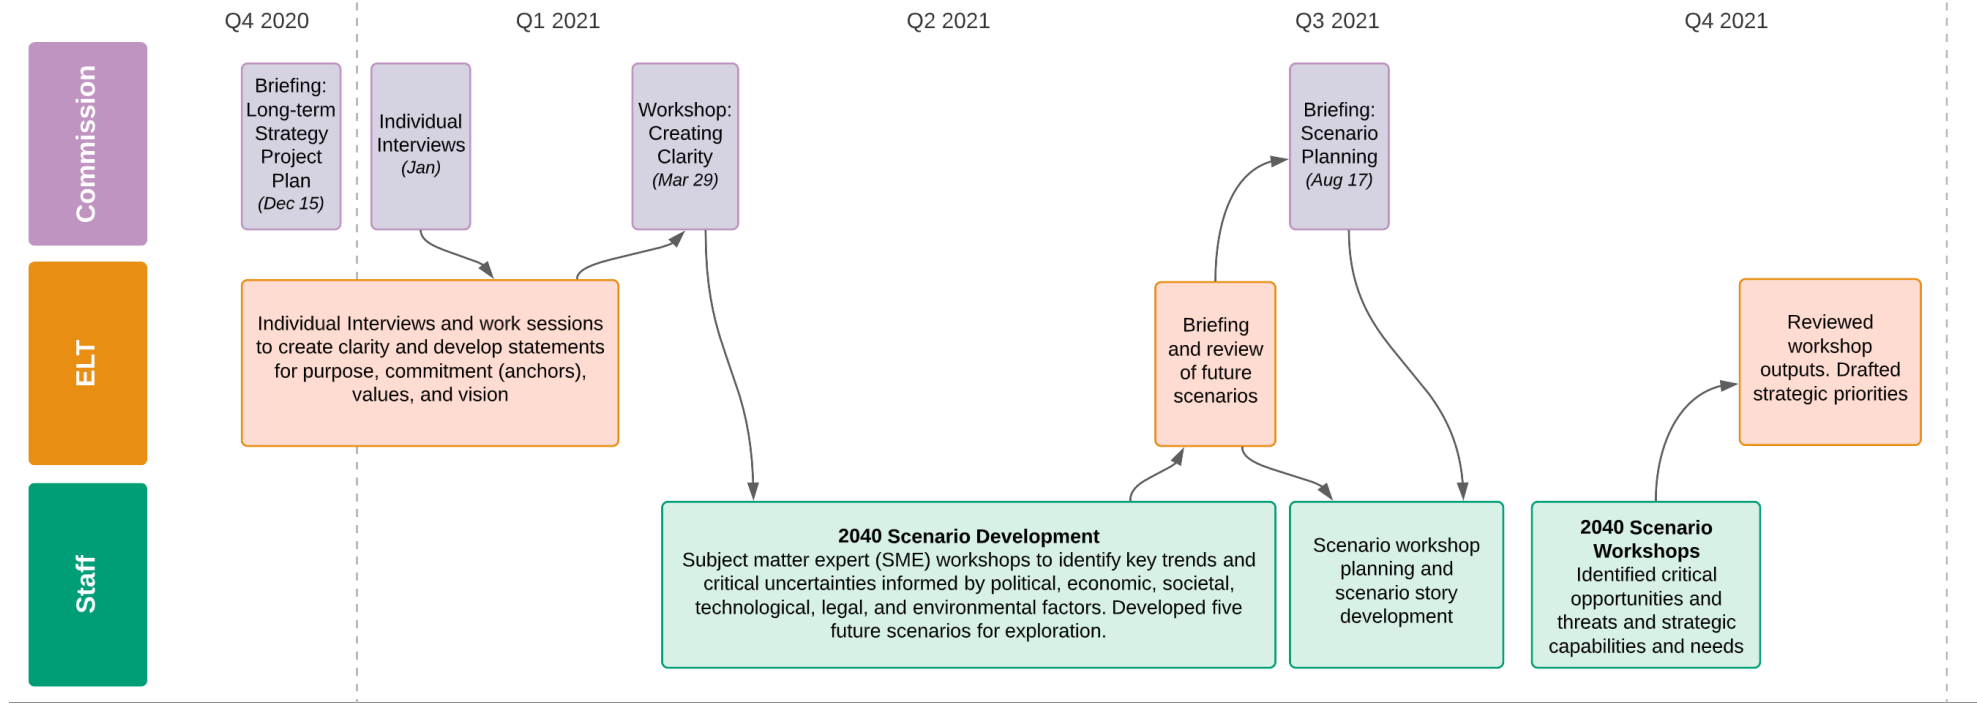 Q4 2020
Q1 2021
Q2 2021
Q3 2021
Q4 2021
Commission
Briefing:
Long-term
Strategy
Project
Plan
(Dec 15)
Individual
Interviews
(Jan)
Workshop:
Creating
Clarity
(Mar 29)
Briefing:
Scenario
Planning
(Aug 17)
ELT
Individual Interviews and work sessions
to create clarity and develop statements
for purpose, commitment (anchors),
values, and vision
Briefing
and review
of future
scenarios
Reviewed
workshop
outputs. Drafted
strategic priorities
Staff
2040 Scenario Development
Subject matter expert (SME) workshops to identify key trends and
critical uncertainties informed by political, economic, societal,
technological, legal, and environmental factors. Developed five
future scenarios for exploration.
Scenario workshop
planning and
scenario story
development
2040 Scenario
Workshops
Identified critical
opportunities and
threats and strategic
capabilities and needs